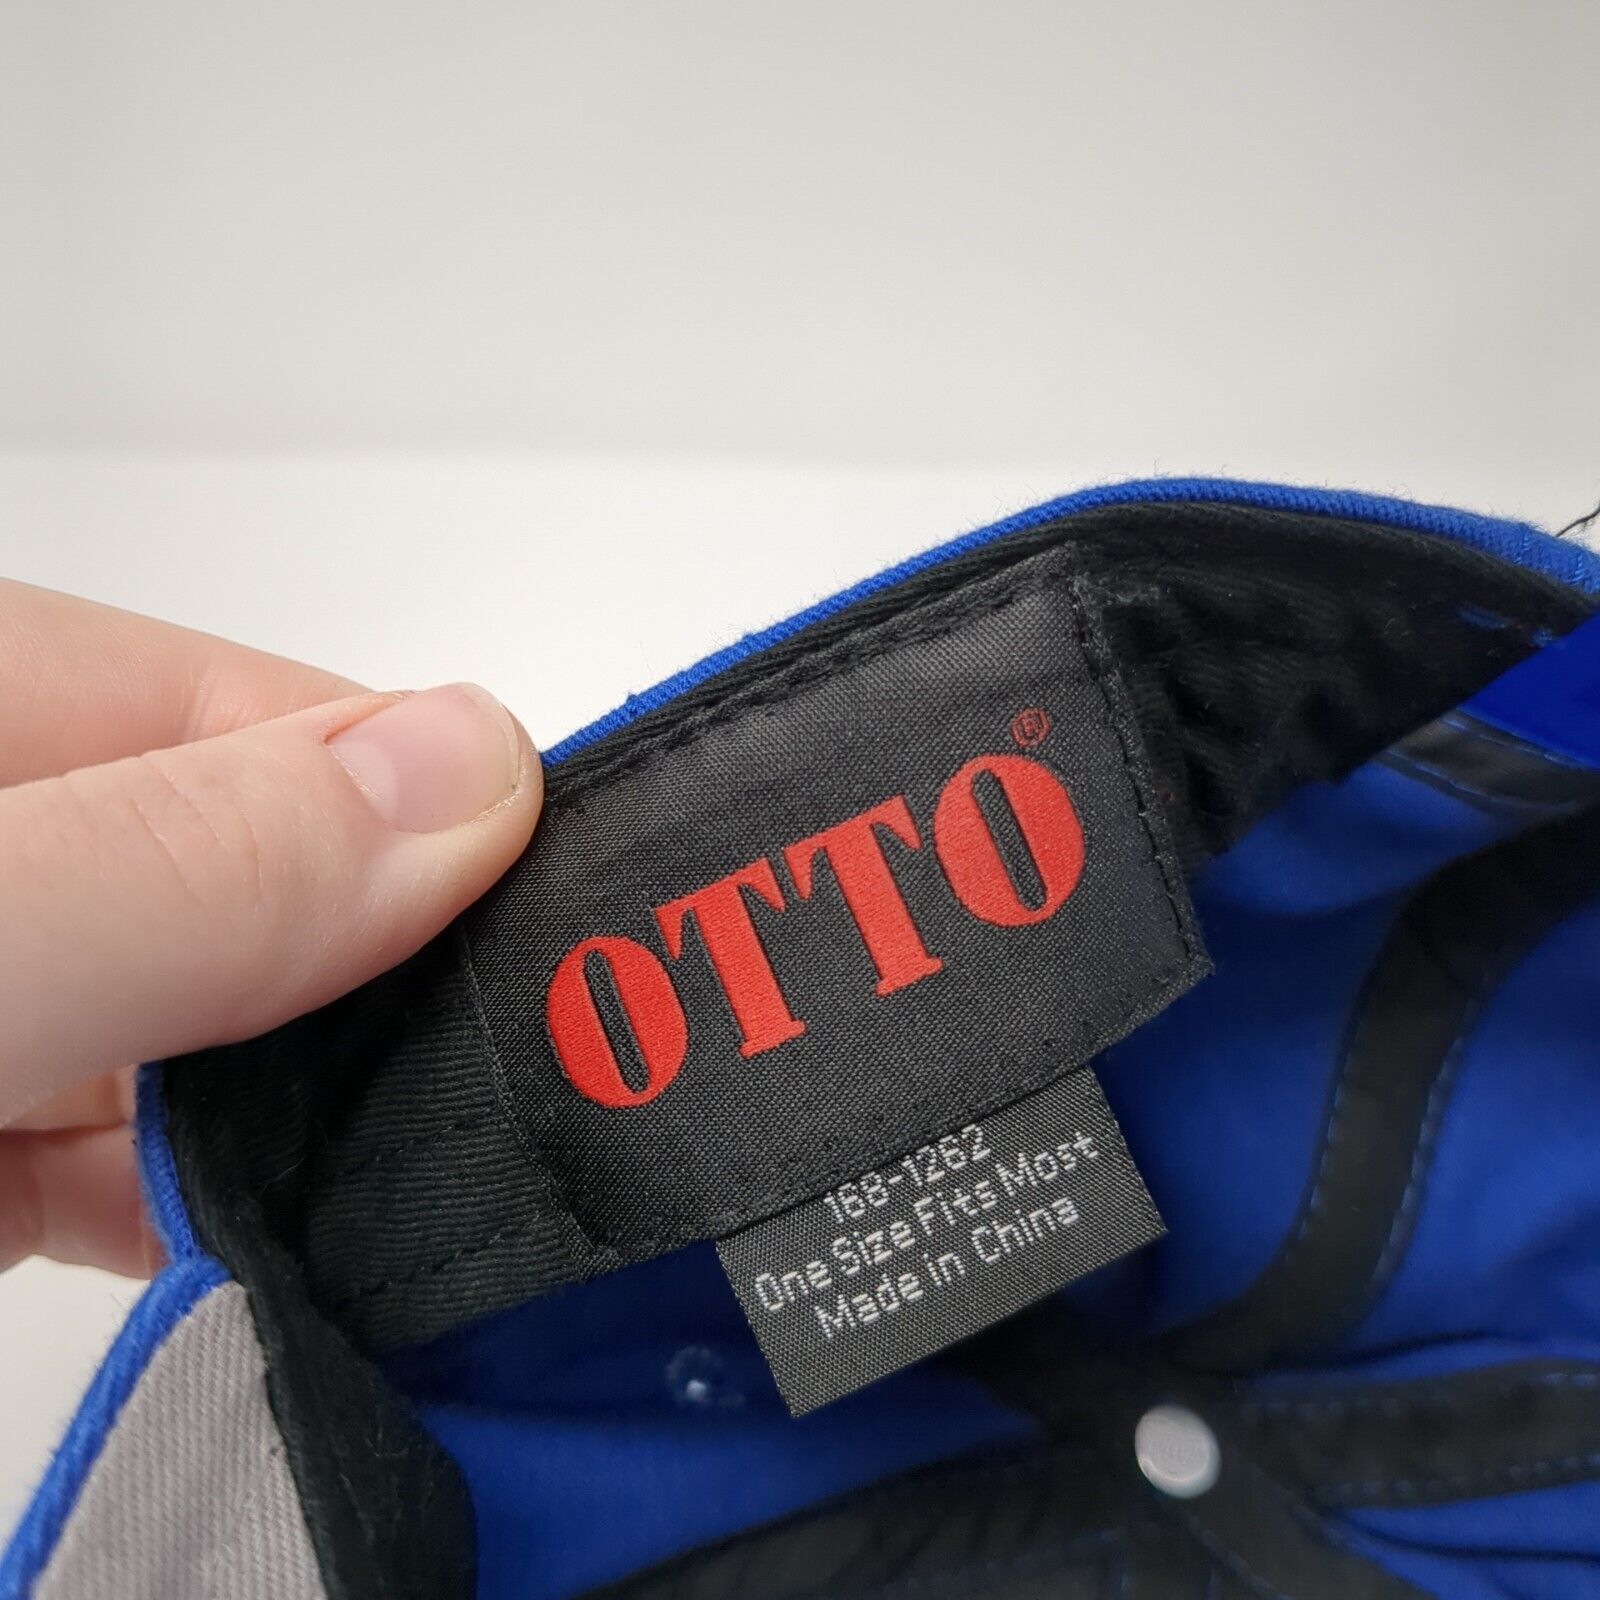 OTTO®
168-1262
One Size Fits Most
Made in China